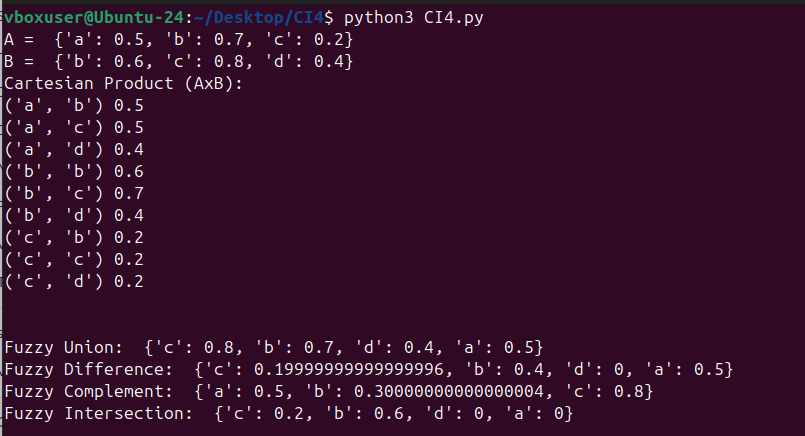 vboxuser@Ubuntu-24:~/Desktop/CI4$ python3 CI4.py
A =  {'a': 0.5, 'b': 0.7, 'c': 0.2}
B =  {'b': 0.6, 'c': 0.8, 'd': 0.4}
Cartesian Product (AxB):
('a', 'b') 0.5
('a', 'c') 0.5
('a', 'd') 0.4
('b', 'b') 0.6
('b', 'c') 0.7
('b', 'd') 0.4
('c', 'b') 0.2
('c', 'c') 0.2
('c', 'd') 0.2
Fuzzy Union:  {'c': 0.8, 'b': 0.7, 'd': 0.4, 'a': 0.5}
Fuzzy Difference:  {'c': 0.19999999999999996, 'b': 0.4, 'd': 0, 'a': 0.5}
Fuzzy Complement:  {'a': 0.5, 'b': 0.30000000000000004, 'c': 0.8}
Fuzzy Intersection:  {'c': 0.2, 'b': 0.6, 'd': 0, 'a': 0}